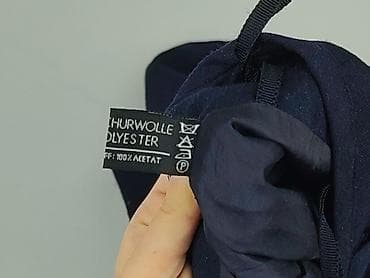 CHURWOLLE
OLYESTER
FF: 100% ACETAT
P